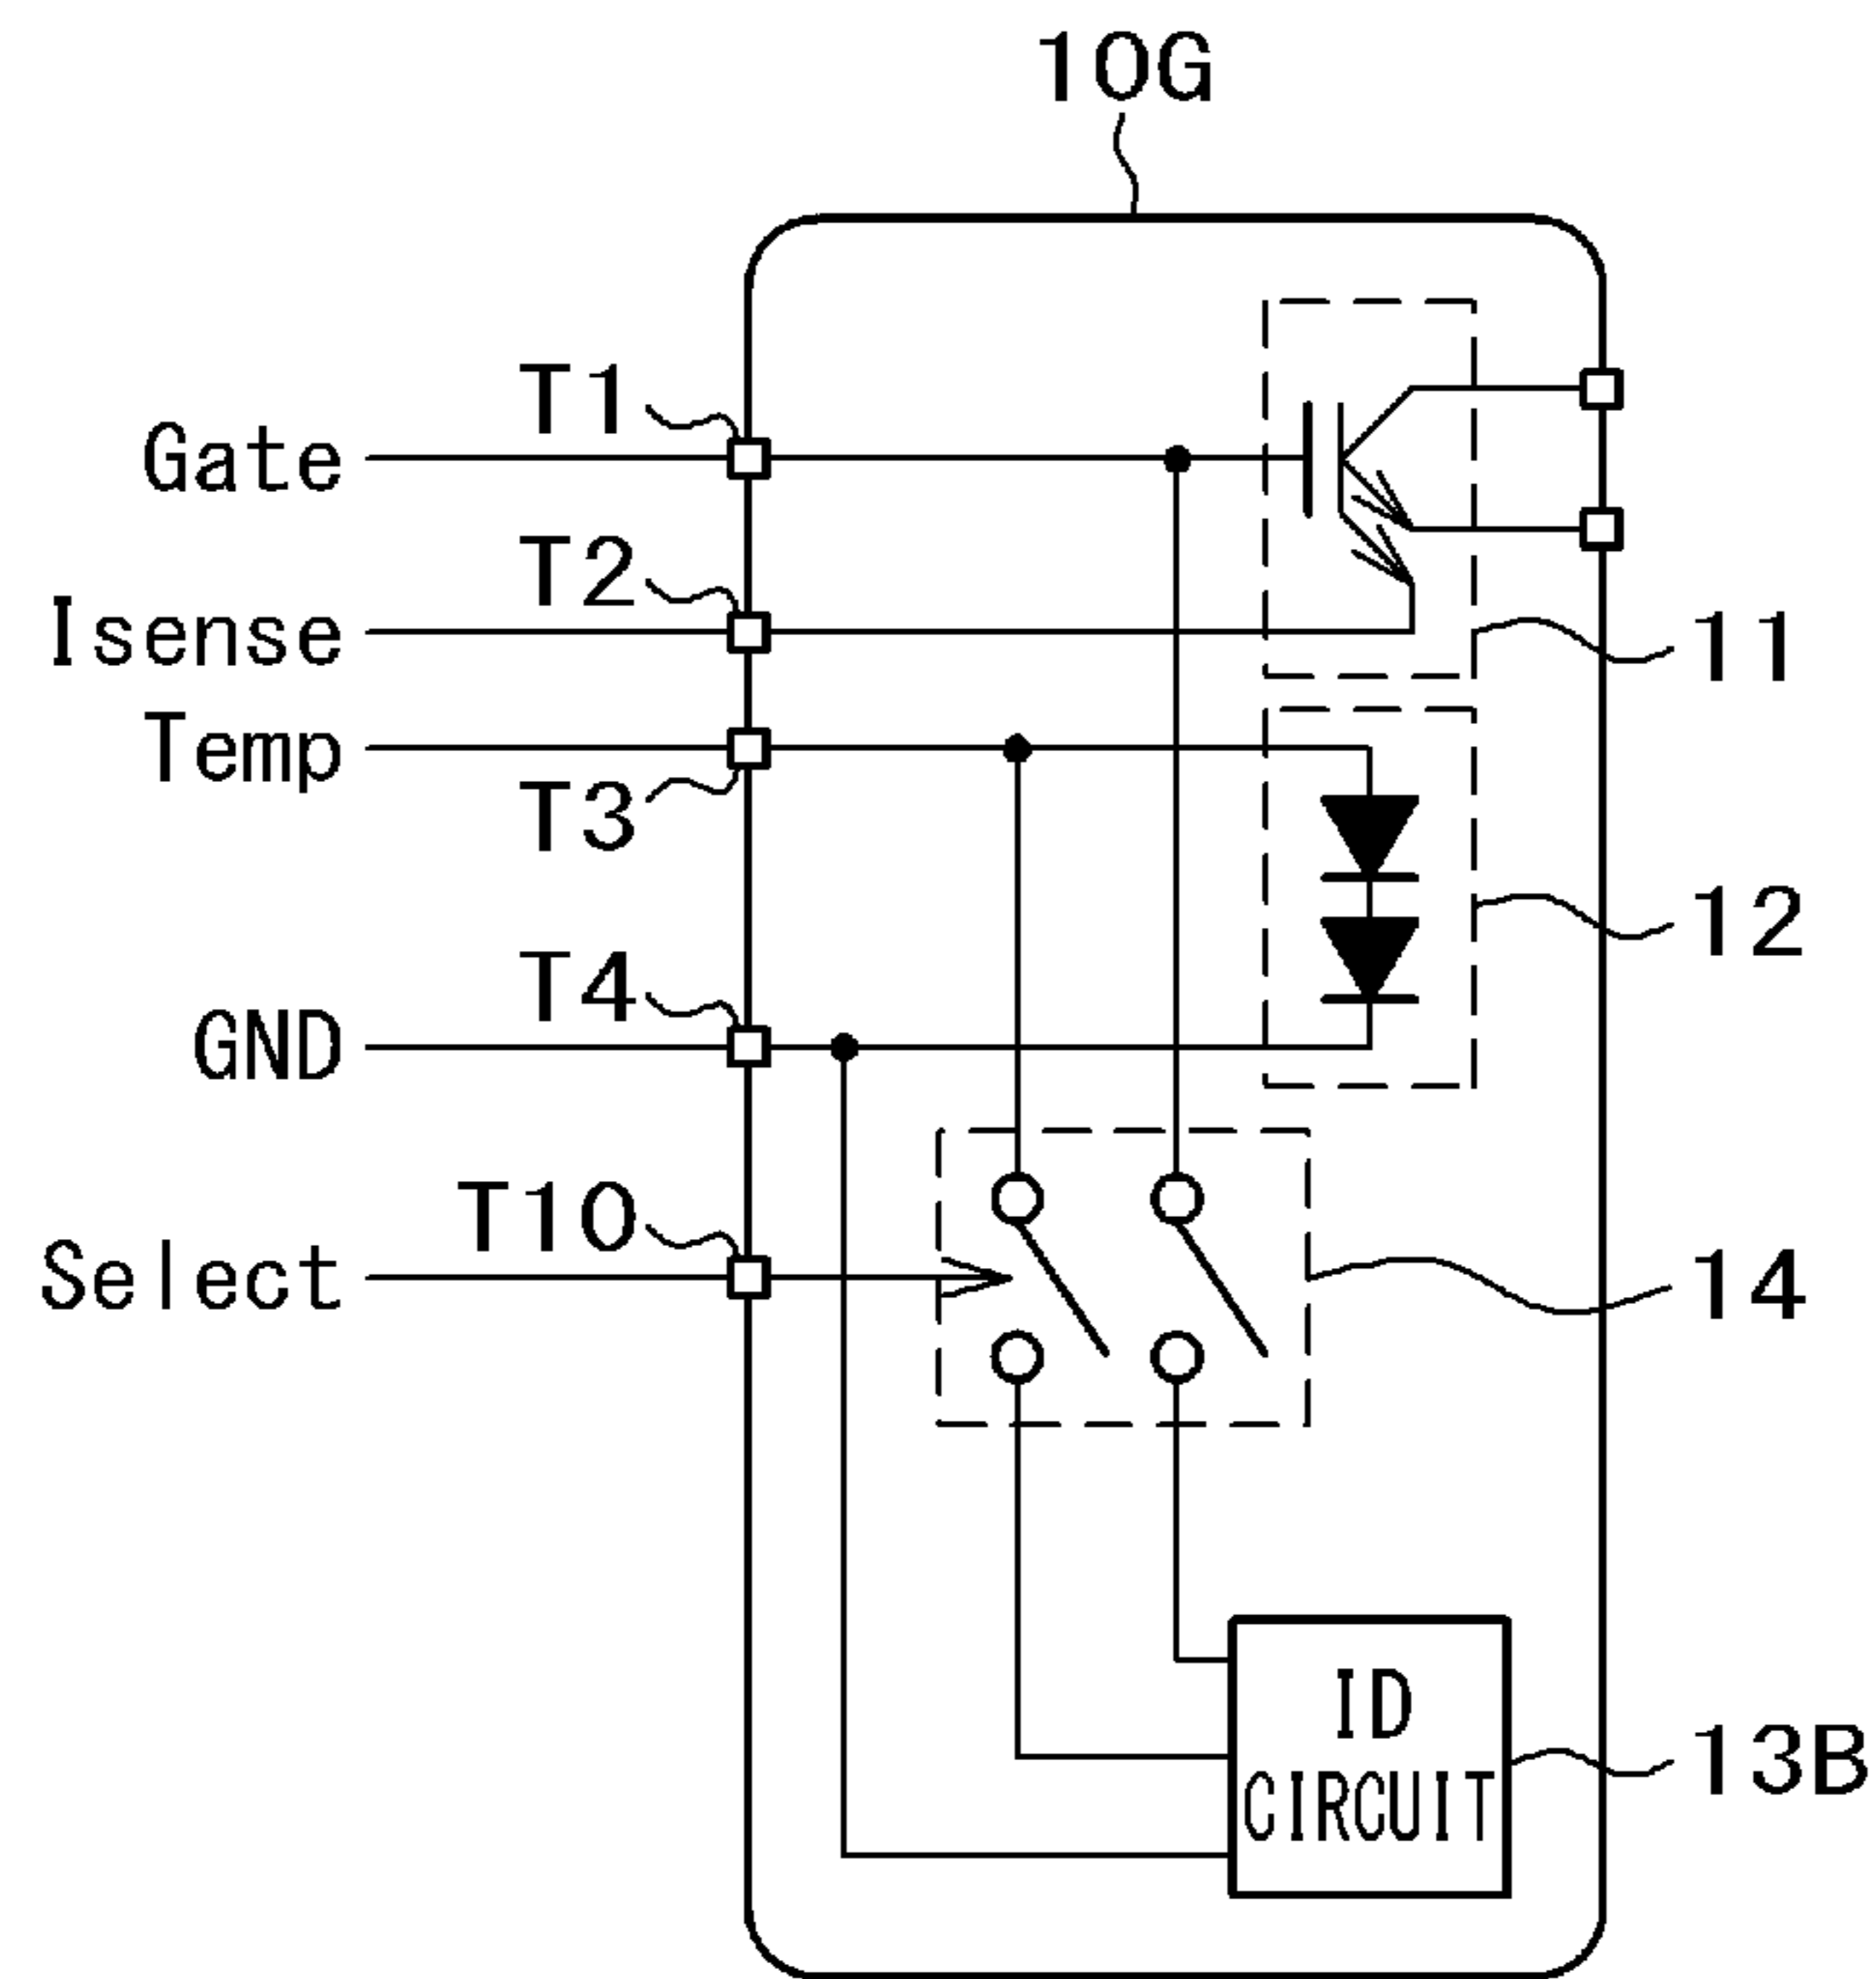 10G
T1
Gate
T2
Isense
11
Temp
T3
12
T4
GND
T10
Select
14
ID
CIRCUIT
13B